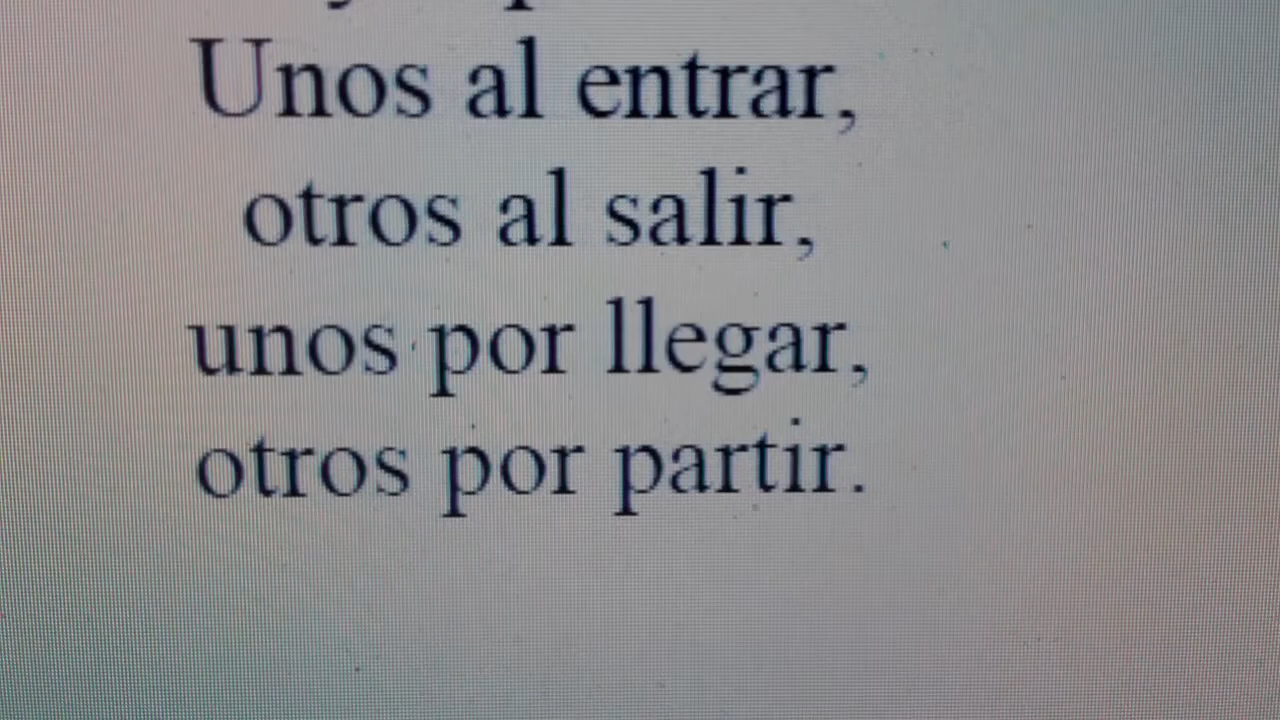 Unos al entrar,
otros al salir,
unos por llegar,
otros por partir.